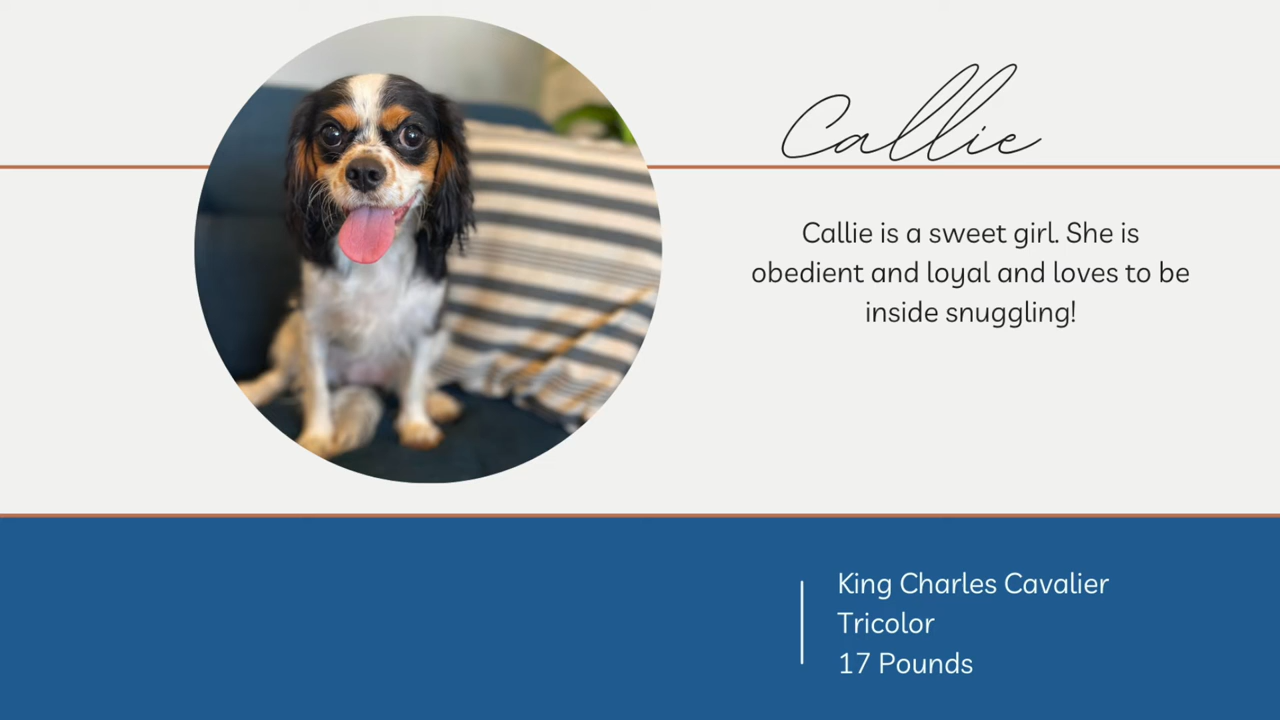 Callie
Callie is a sweet girl. She is
obedient and loyal and loves to be
inside snuggling!
King Charles Cavalier
Tricolor
17 Pounds